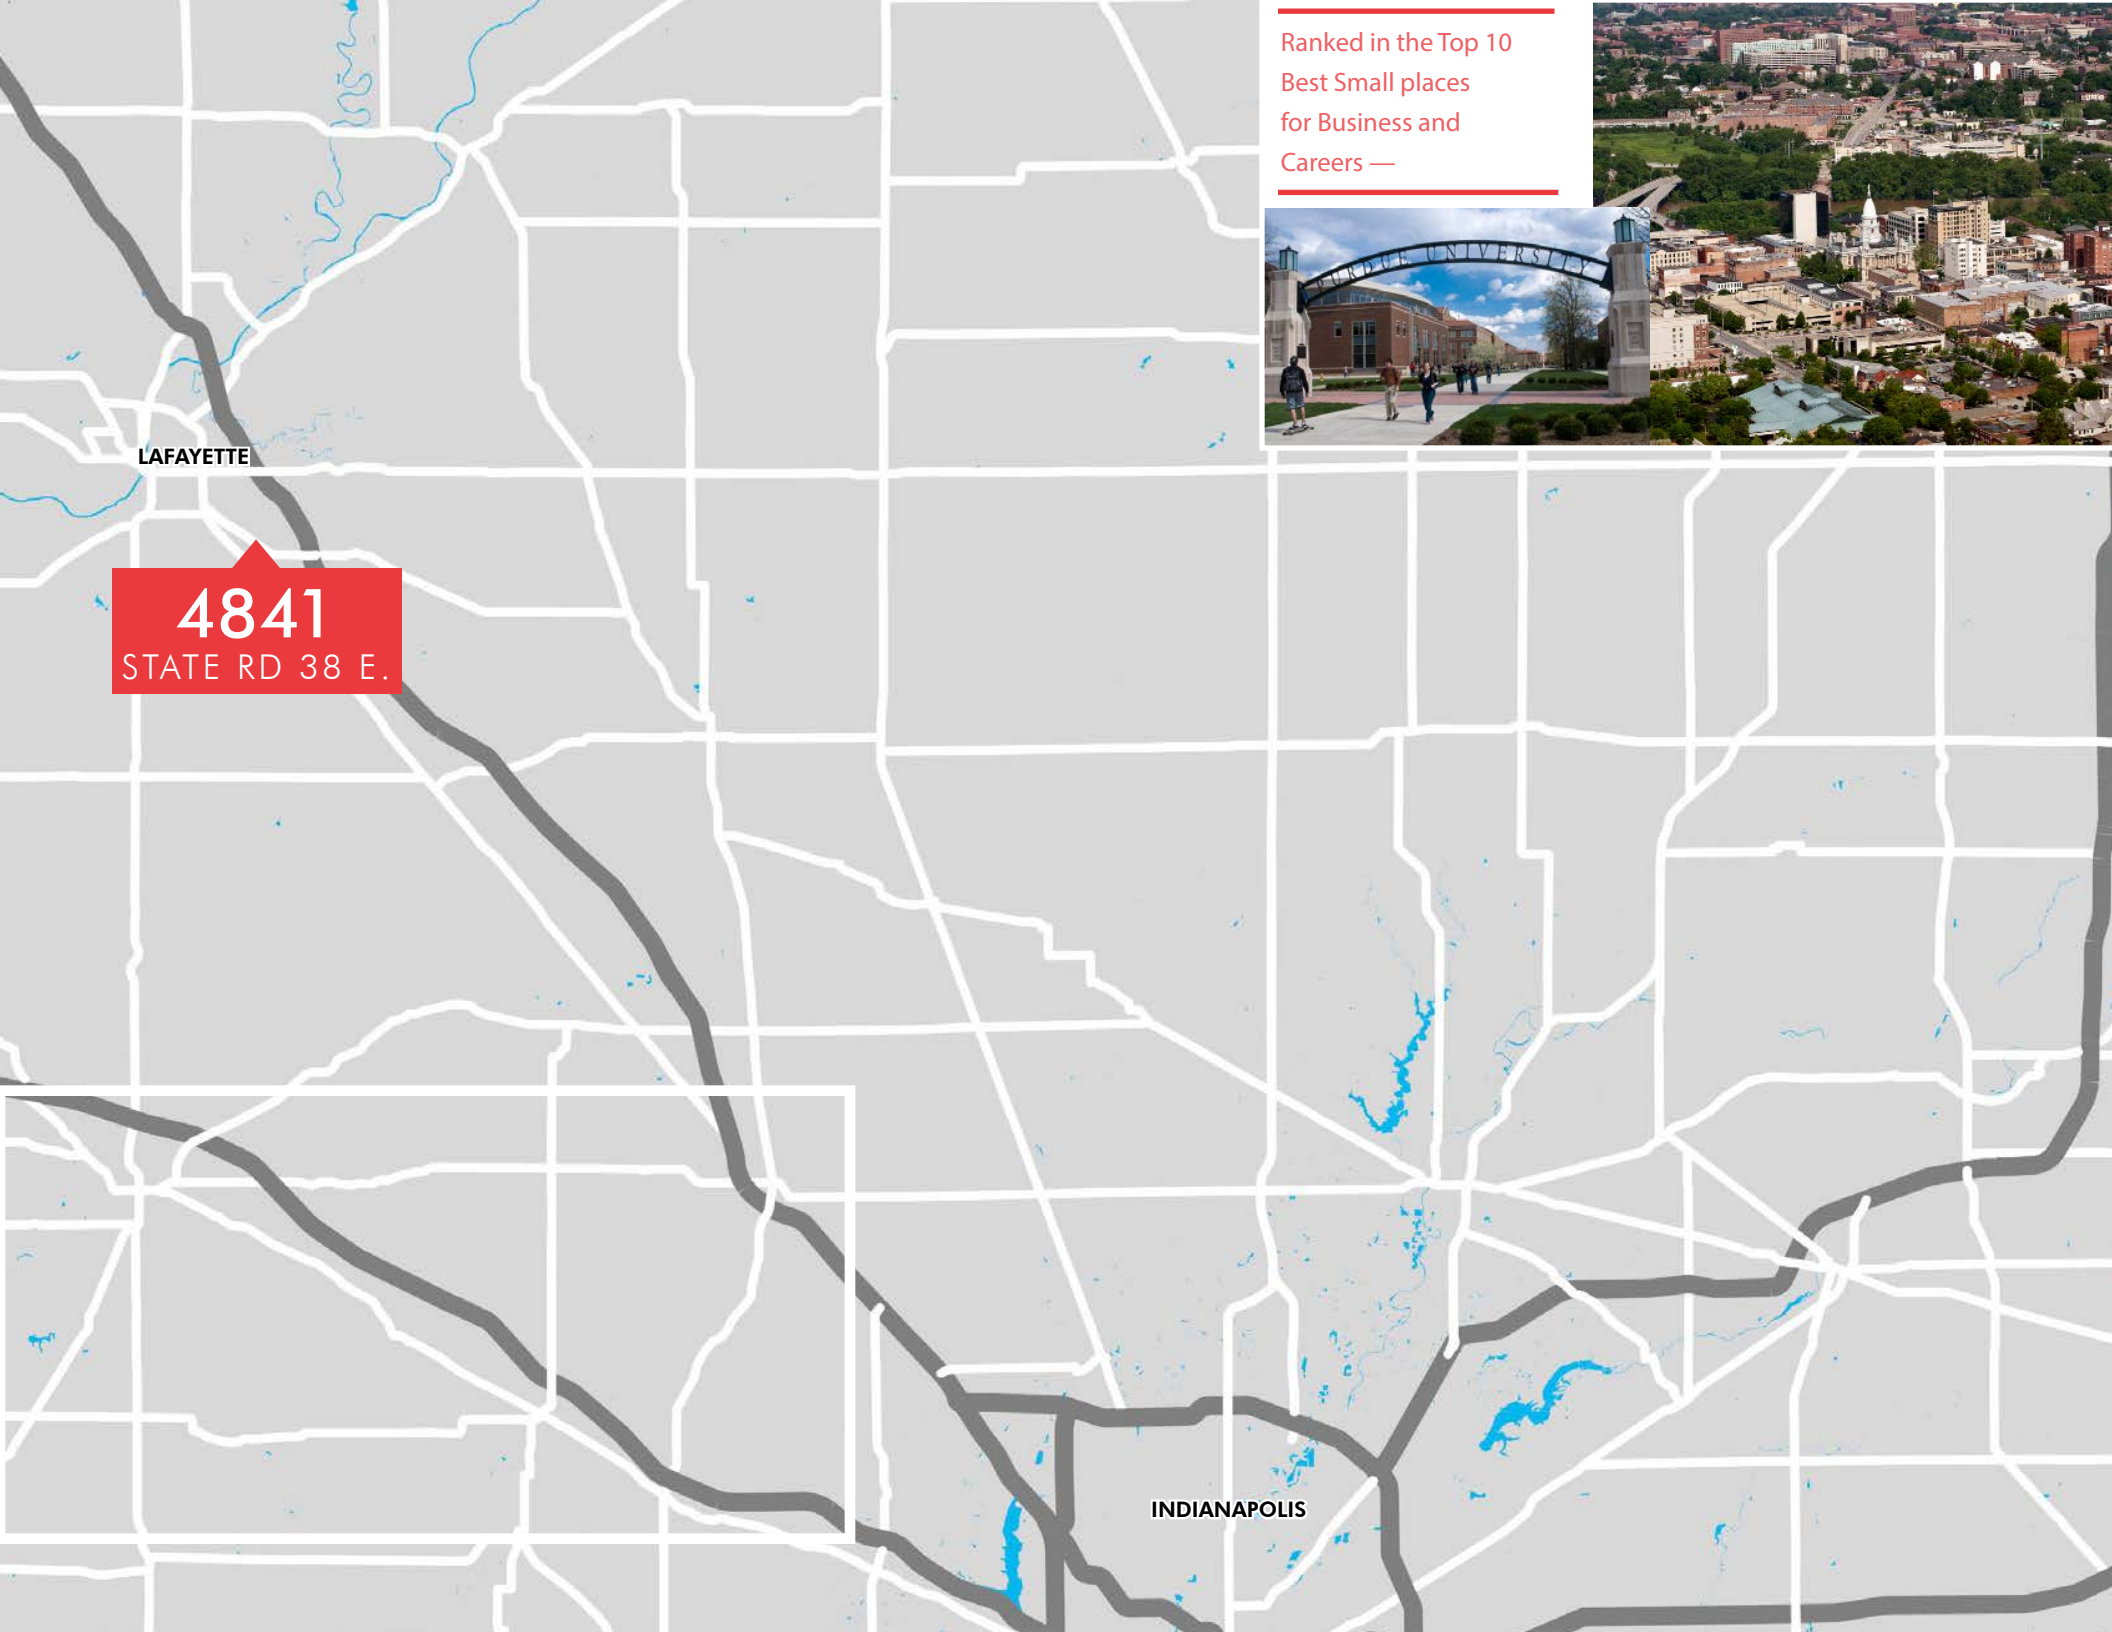 Ranked in the Top 10
Best Small places
for Business and
Careers —
PURDUE UNIVERSITY
LAFAYETTE
4841
STATE RD 38 E.
INDIANAPOLIS